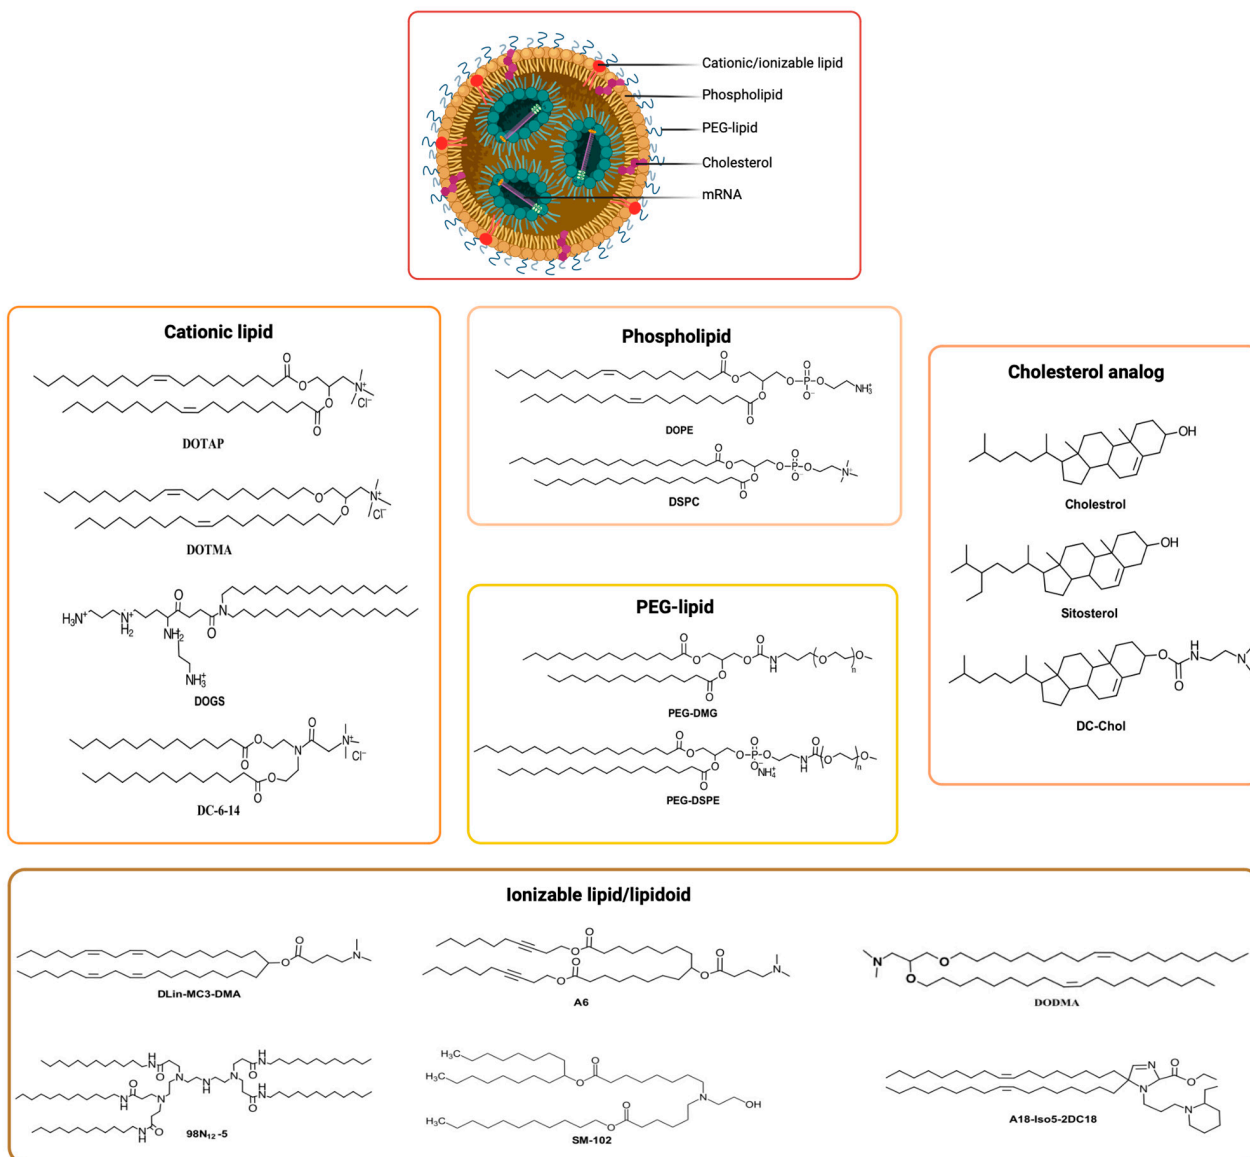 Cationic/ionizable lipid
Phospholipid
PEG-lipid
Cholesterol
mRNA
Cationic lipid
DOTAP
DOTMA
DOGS
DC-6-14
Phospholipid
DOPE
DSPC
PEG-lipid
PEG-DMG
PEG-DSPE
Cholesterol analog
Cholestrol
Sitosterol
DC-Chol
Ionizable lipid/lipidoid
DLin-MC3-DMA
A6
DODMA
98N₁₂-5
SM-102
A18-Iso5-2DC18